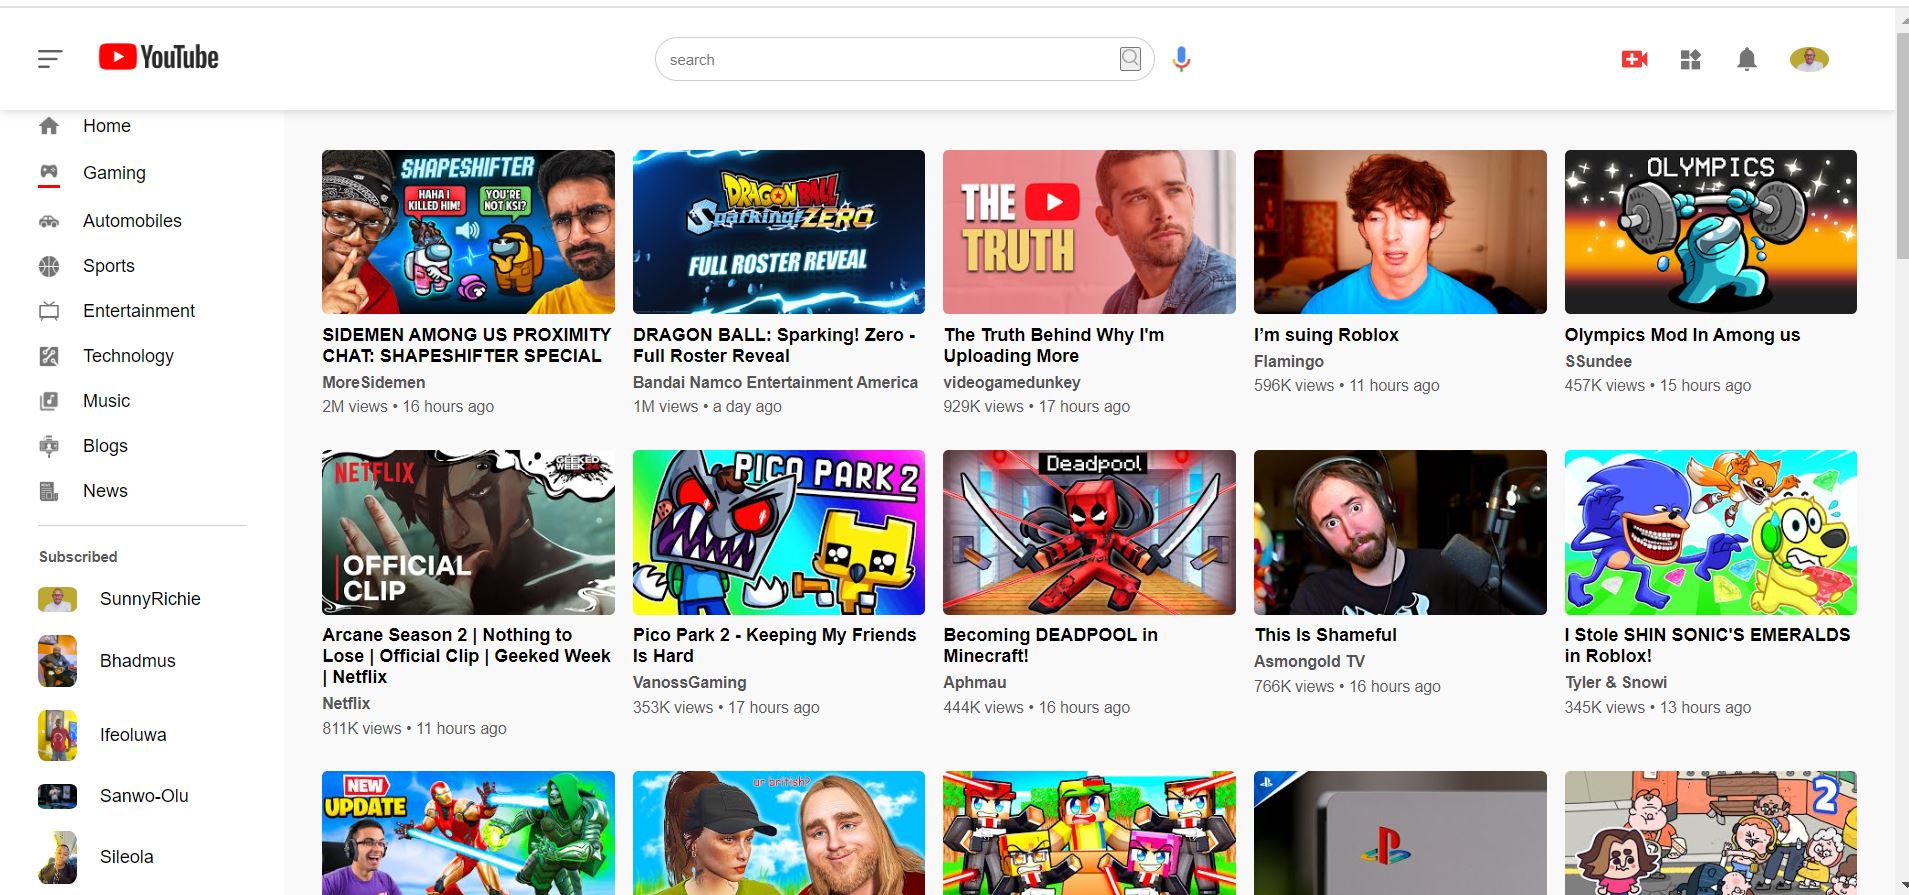 YouTube
search
Home
Gaming
Automobiles
Sports
Entertainment
Technology
Music
Blogs
News
Subscribed
SunnyRichie
Bhadmus
Ifeoluwa
Sanwo-Olu
Sileola
SHAPESHIFTER
HAHA I
KILLED HIM!
YOU'RE
NOT KSI?
SIDEMEN AMONG US PROXIMITY
CHAT: SHAPESHIFTER SPECIAL
MoreSidemen
2M views • 16 hours ago
DRAGON BALL
Sparking! ZERO
FULL ROSTER REVEAL
DRAGON BALL: Sparking! Zero -
Full Roster Reveal
Bandai Namco Entertainment America
1M views • a day ago
THE
TRUTH
The Truth Behind Why I'm
Uploading More
videogamedunkey
929K views • 17 hours ago
I’m suing Roblox
Flamingo
596K views • 11 hours ago
OLYMPICS
Olympics Mod In Among us
SSundee
457K views • 15 hours ago
NETFLIX
GEEKED
WEEK 24
OFFICIAL
CLIP
Arcane Season 2 | Nothing to
Lose | Official Clip | Geeked Week
| Netflix
Netflix
811K views • 11 hours ago
PICO PARK 2
Pico Park 2 - Keeping My Friends
Is Hard
VanossGaming
353K views • 17 hours ago
Deadpool
Becoming DEADPOOL in
Minecraft!
Aphmau
444K views • 16 hours ago
This Is Shameful
Asmongold TV
766K views • 16 hours ago
I Stole SHIN SONIC'S EMERALDS
in Roblox!
Tyler & Snowi
345K views • 13 hours ago
NEW
UPDATE
ur british?
2